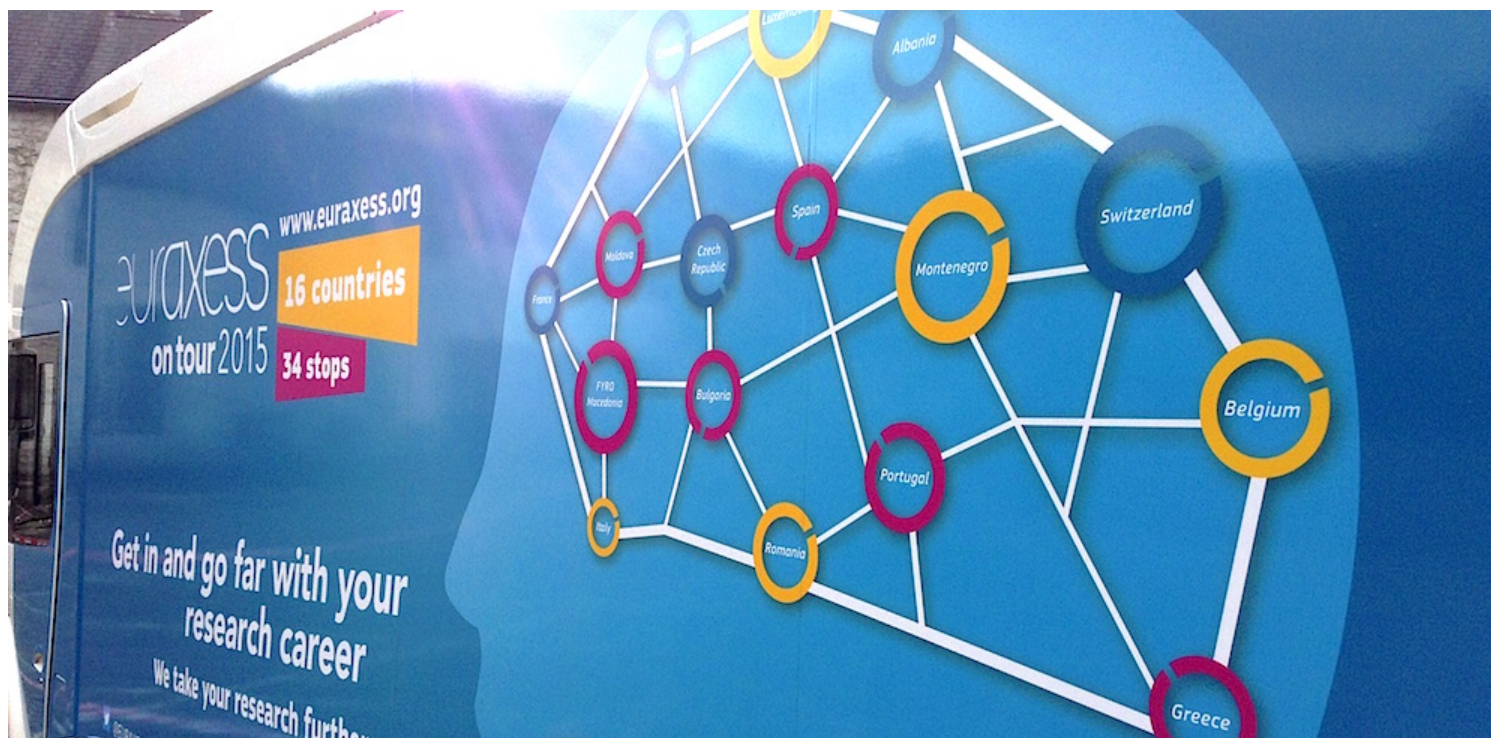 www.euraxess.org
euraxess
16 countries
on tour 2015
34 stops
Get in and go far with your
research career
We take your research further
Luxembourg
Albania
Switzerland
Spain
Moldova
Czech
Republic
Montenegro
France
FYRO
Macedonia
Bulgaria
Belgium
Portugal
Italy
Romania
Greece